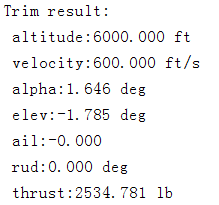 Trim result:
altitude:6000.000 ft
velocity:600.000 ft/s
alpha:1.646 deg
elev:-1.785 deg
ail:-0.000
rud:0.000 deg
thrust:2534.781 lb